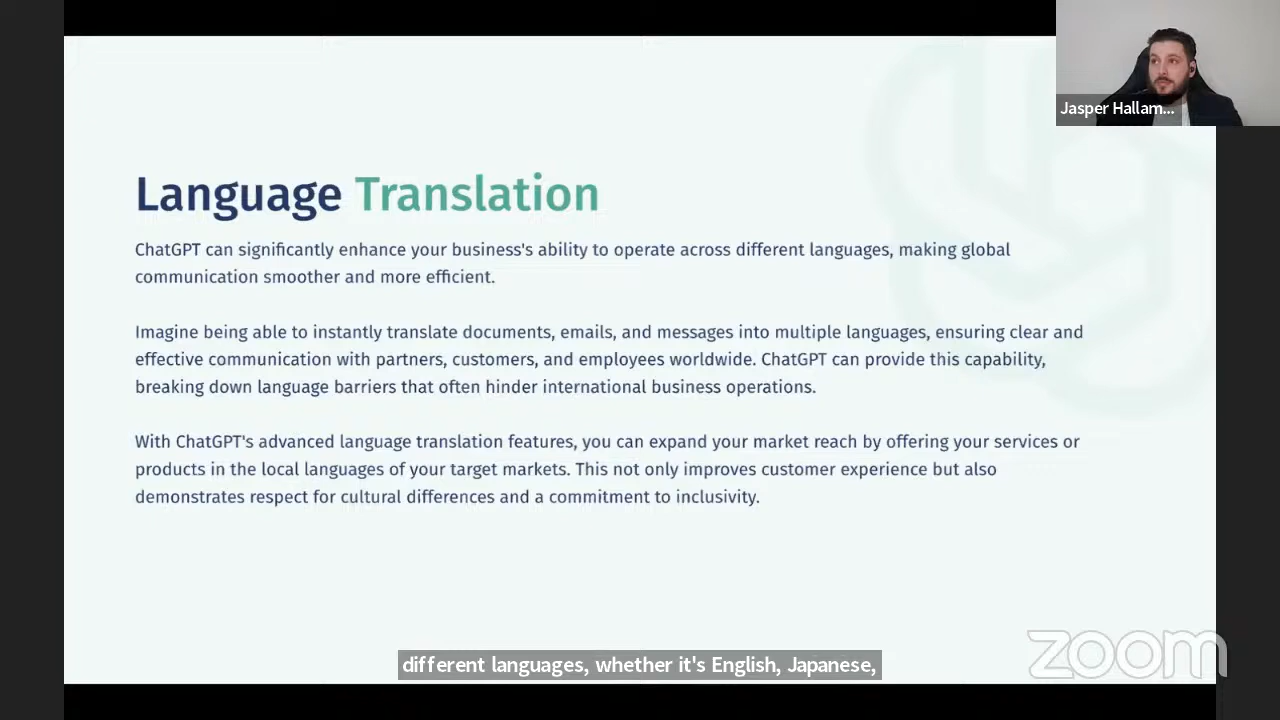 Jasper Hallam...
Language Translation
ChatGPT can significantly enhance your business's ability to operate across different languages, making global
communication smoother and more efficient.
Imagine being able to instantly translate documents, emails, and messages into multiple languages, ensuring clear and
effective communication with partners, customers, and employees worldwide. ChatGPT can provide this capability,
breaking down language barriers that often hinder international business operations.
With ChatGPT's advanced language translation features, you can expand your market reach by offering your services or
products in the local languages of your target markets. This not only improves customer experience but also
demonstrates respect for cultural differences and a commitment to inclusivity.
different languages, whether it's English, Japanese,
zoom